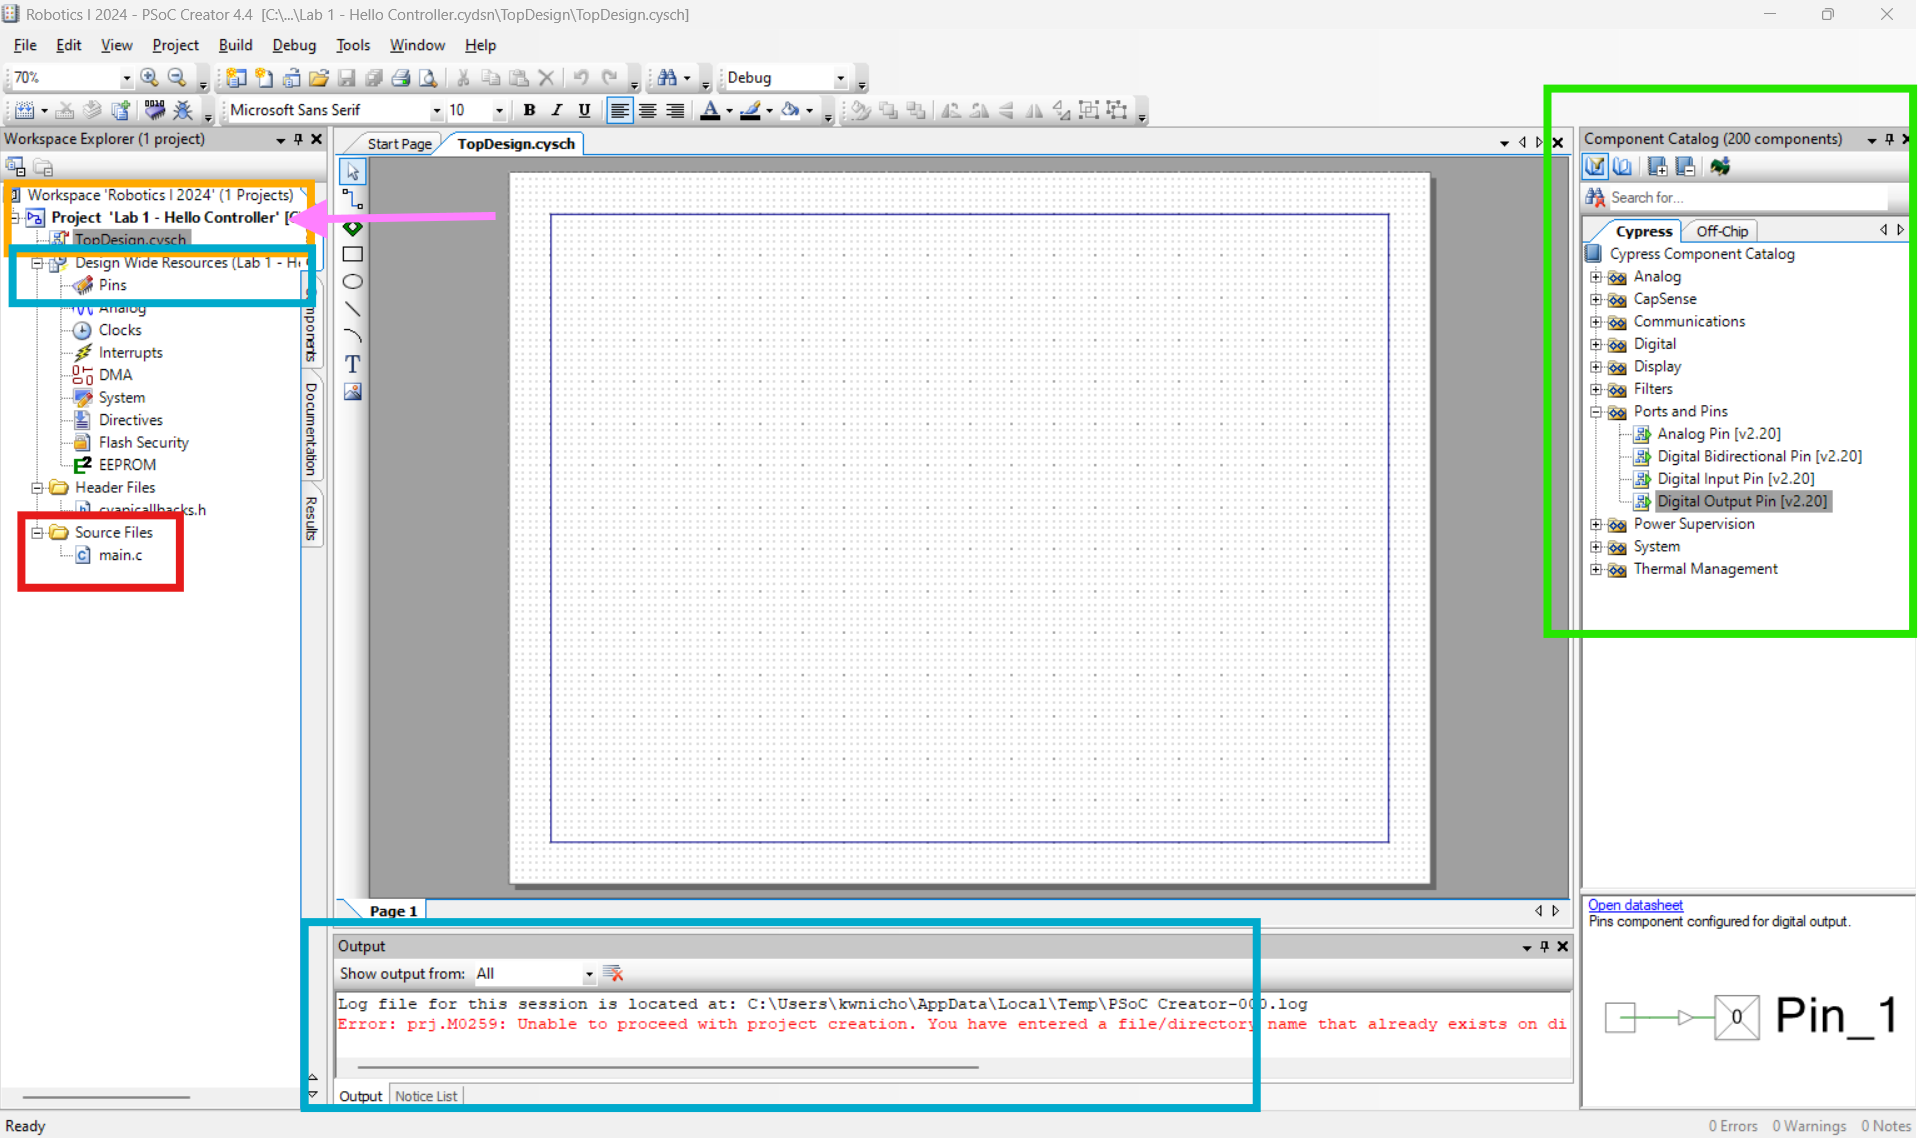 Robotics I 2024 - PSoC Creator 4.4 [C:\...\Lab 1 - Hello Controller.cydsn\TopDesign\TopDesign.cysch]
File Edit View Project Build Debug Tools Window Help
70% Debug
Microsoft Sans Serif 10 B I U A
Workspace Explorer (1 project)
Workspace 'Robotics I 2024' (1 Projects)
Project 'Lab 1 - Hello Controller' [C
TopDesign.cysch
Design Wide Resources (Lab 1 - He
Pins
Analog
Clocks
Interrupts
DMA
System
Directives
Flash Security
EEPROM
Header Files
cyapicallbacks.h
Source Files
main.c
Documentation
Results
Start Page TopDesign.cysch
T
Page 1
Output
Show output from: All
Log file for this session is located at: C:\Users\kwnicho\AppData\Local\Temp\PSoC Creator-000.log
Error: prj.M0259: Unable to proceed with project creation. You have entered a file/directory name that already exists on di
Output Notice List
Component Catalog (200 components)
Search for...
Cypress Off-Chip
Cypress Component Catalog
Analog
CapSense
Communications
Digital
Display
Filters
Ports and Pins
Analog Pin [v2.20]
Digital Bidirectional Pin [v2.20]
Digital Input Pin [v2.20]
Digital Output Pin [v2.20]
Power Supervision
System
Thermal Management
Open datasheet
Pins component configured for digital output.
0 Pin_1
Ready
0 Errors 0 Warnings 0 Notes